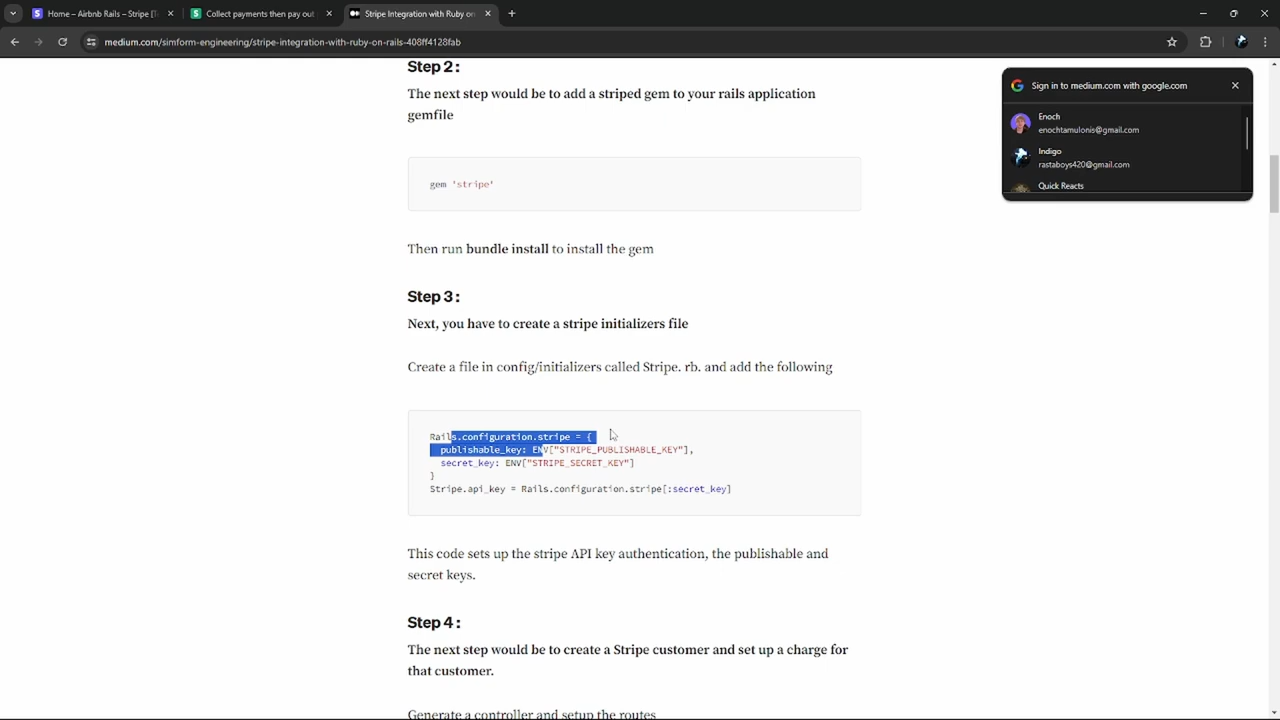 Home – Airbnb Rails – Stripe [T
Collect payments then pay out
Stripe Integration with Ruby on
medium.com/simform-engineering/stripe-integration-with-ruby-on-rails-408ff4128fab
Sign in to medium.com with google.com
Enoch
enochtamulonis@gmail.com
Indigo
rastaboys420@gmail.com
Quick Reacts
Step 2 :
The next step would be to add a striped gem to your rails application
gemfile
gem 'stripe'
Then run bundle install to install the gem
Step 3 :
Next, you have to create a stripe initializers file
Create a file in config/initializers called Stripe. rb. and add the following
Rails.configuration.stripe = {
publishable_key: ENV["STRIPE_PUBLISHABLE_KEY"],
secret_key: ENV["STRIPE_SECRET_KEY"]
}
Stripe.api_key = Rails.configuration.stripe[:secret_key]
This code sets up the stripe API key authentication, the publishable and
secret keys.
Step 4 :
The next step would be to create a Stripe customer and set up a charge for
that customer.
Generate a controller and setup the routes